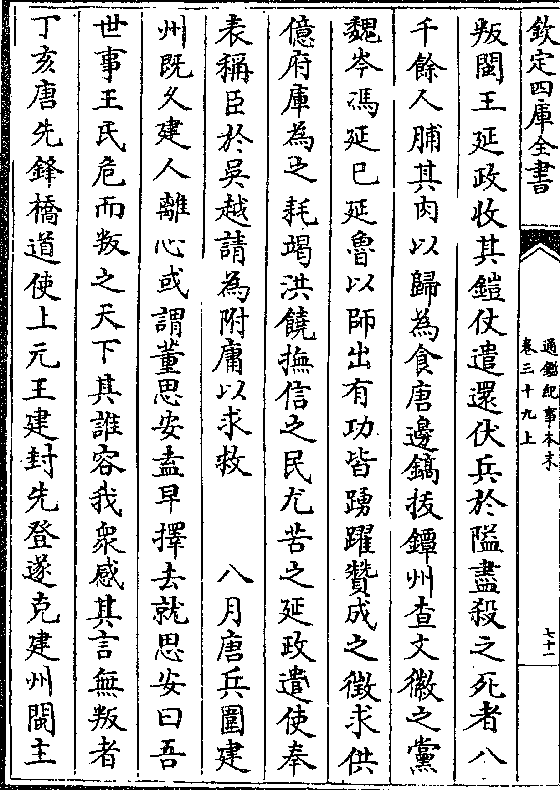 欽定四庫全書
通鑑紀事本末
卷三十九上
七十一
叛閩王延政收其鎧仗遣還伏兵於隘盡殺之死者八
千餘人脯其肉以歸為食唐邊鎬拔鐔州查文徽之黨
魏岑馮延巳延魯以師出有功皆踴躍贊成之徵求供
億府庫為之耗竭洪饒撫信之民尤苦之延政遣使奉
表稱臣於吳越請為附庸以求救 八月唐兵圍建
州既久建人離心或謂董思安盍早擇去就思安曰吾
世事王氏危而叛之天下其誰容我衆感其言無叛者
丁亥唐先鋒橋道使上元王建封先登遂克建州閩主